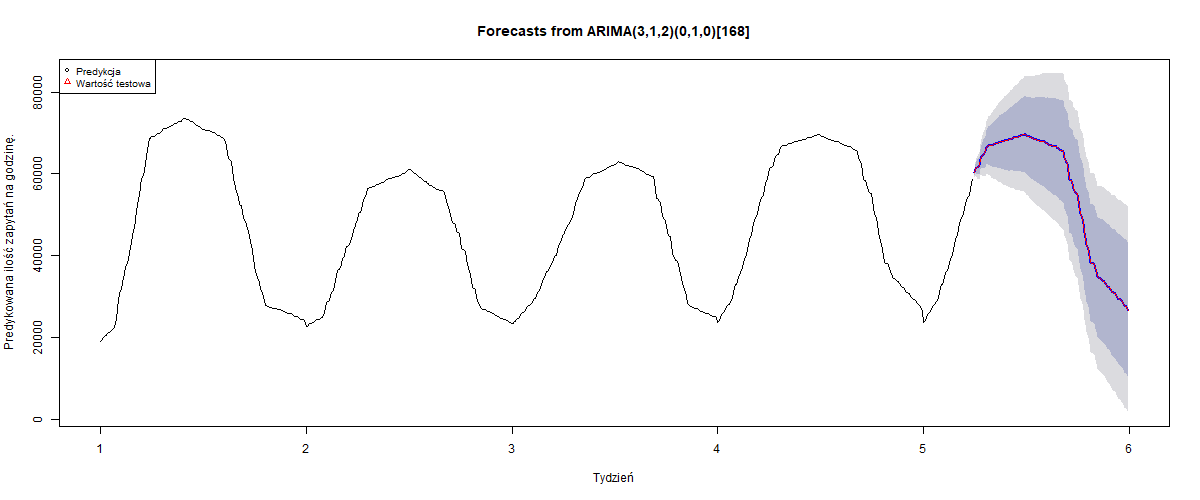 Forecasts from ARIMA(3,1,2)(0,1,0)[168]
Predykcja
Wartość testowa
Predykowana ilość zapytań na godzinę.
80000
60000
40000
20000
0
1 2 3 4 5 6
Tydzień